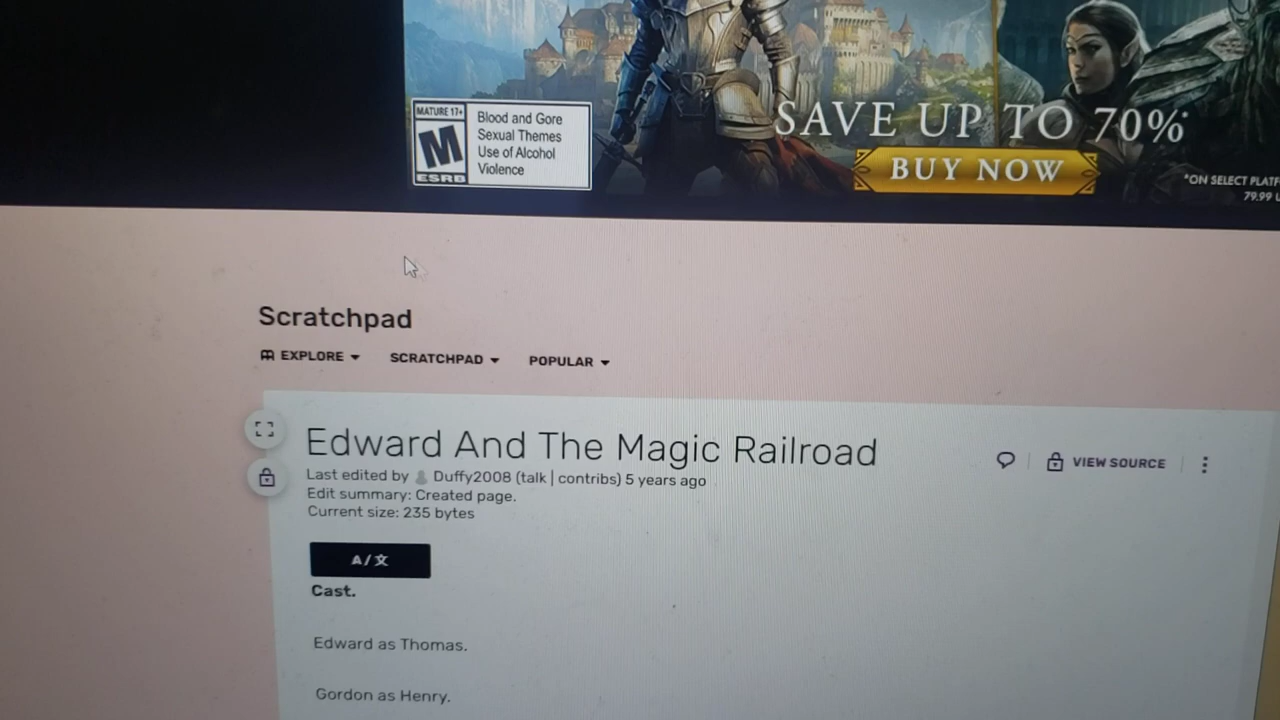 MATURE 17+
M
ESRB
Blood and Gore
Sexual Themes
Use of Alcohol
Violence
SAVE UP TO 70%*
BUY NOW
*ON SELECT
79.99
Scratchpad
EXPLORE
SCRATCHPAD
POPULAR
Edward And The Magic Railroad
VIEW SOURCE
Last edited by Duffy2008 (talk | contribs) 5 years ago
Edit summary: Created page.
Current size: 235 bytes
A/文
Cast.
Edward as Thomas.
Gordon as Henry.